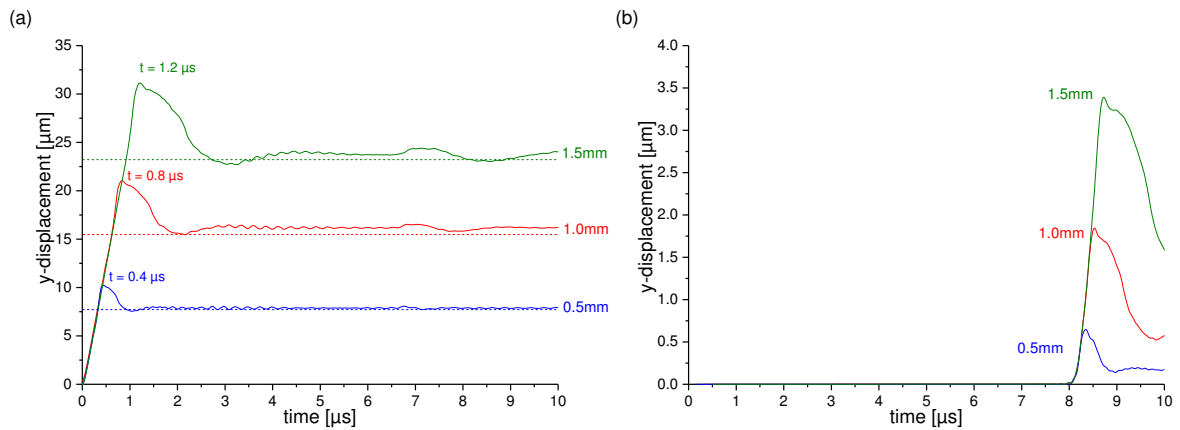 (a)
y-displacement [µm]
35
30
25
20
15
10
5
0
t = 1.2 µs
t = 0.8 µs
t = 0.4 µs
1.5mm
1.0mm
0.5mm
0 1 2 3 4 5 6 7 8 9 10
time [µs]
(b)
y-displacement [µm]
4.0
3.5
3.0
2.5
2.0
1.5
1.0
0.5
0.0
1.5mm
1.0mm
0.5mm
0 1 2 3 4 5 6 7 8 9 10
time [µs]